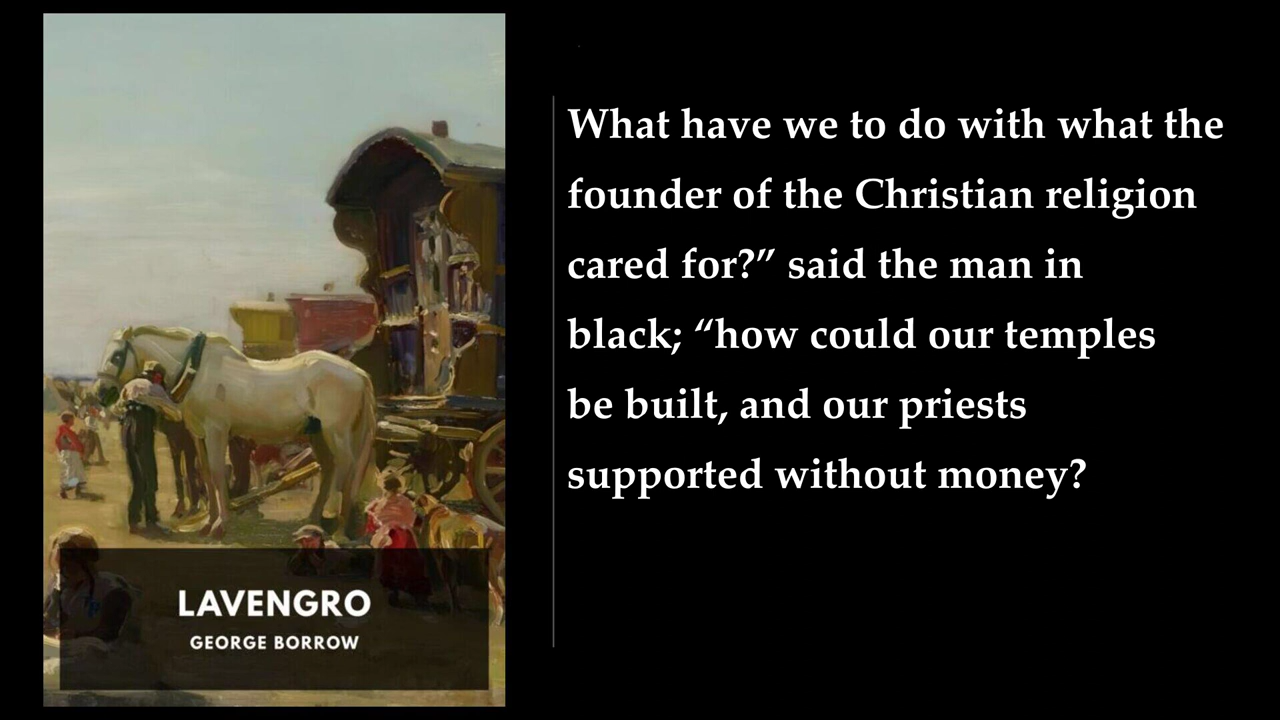 LAVENGRO
GEORGE BORROW
What have we to do with what the
founder of the Christian religion
cared for?” said the man in
black; “how could our temples
be built, and our priests
supported without money?